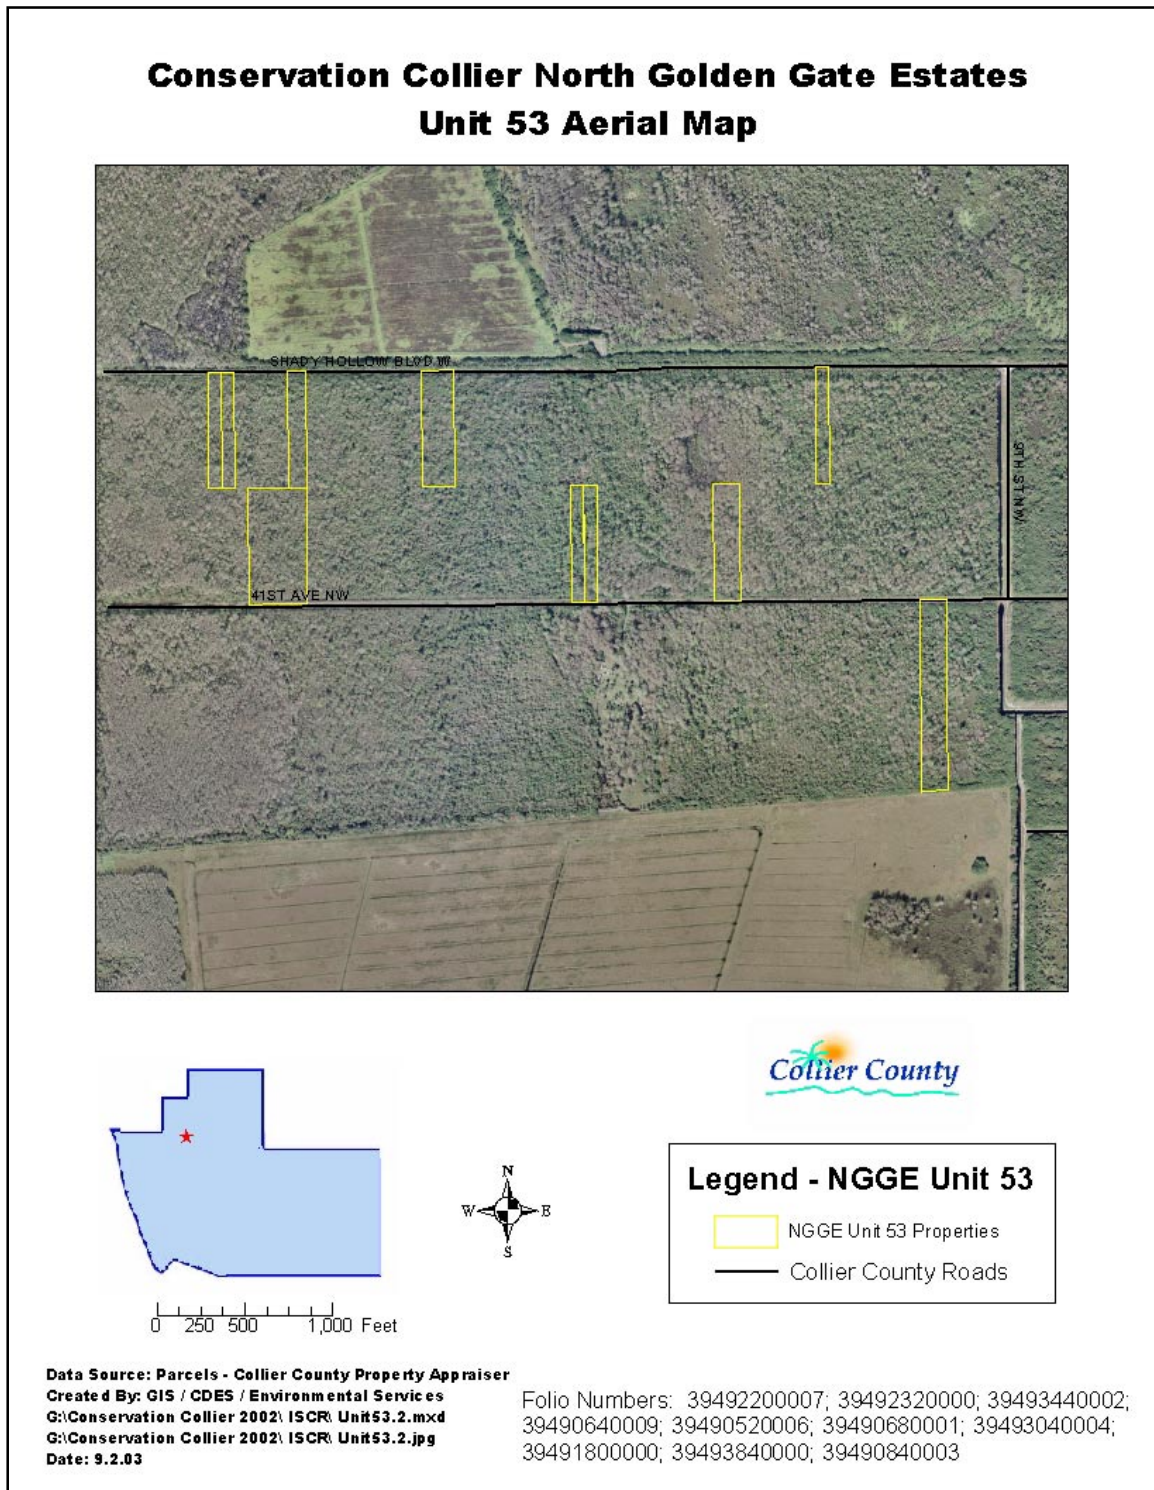 Conservation Collier North Golden Gate Estates
Unit 53 Aerial Map
SHADY HOLLOW BLVD W
9TH ST NW
41ST AVE NW
Collier County
N
W E
S
Legend - NGGE Unit 53
NGGE Unit 53 Properties
Collier County Roads
0 250 500 1,000 Feet
Data Source: Parcels - Collier County Property Appraiser
Created By: GIS / CDES / Environmental Services
G:\Conservation Collier 2002\ ISCR\ Unit53.2.mxd
G:\Conservation Collier 2002\ ISCR\ Unit53.2.jpg
Date: 9.2.03
Folio Numbers: 39492200007; 39492320000; 39493440002;
39490640009; 39490520006; 39490680001; 39493040004;
39491800000; 39493840000; 39490840003